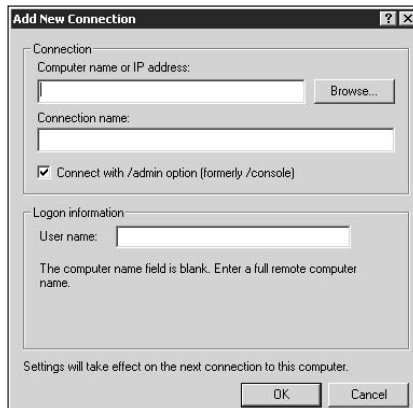 Add New Connection
Connection
Computer name or IP address:
Browse...
Connection name:
Connect with /admin option (formerly /console)
Logon information
User name:
The computer name field is blank. Enter a full remote computer
name.
Settings will take effect on the next connection to this computer.
OK Cancel